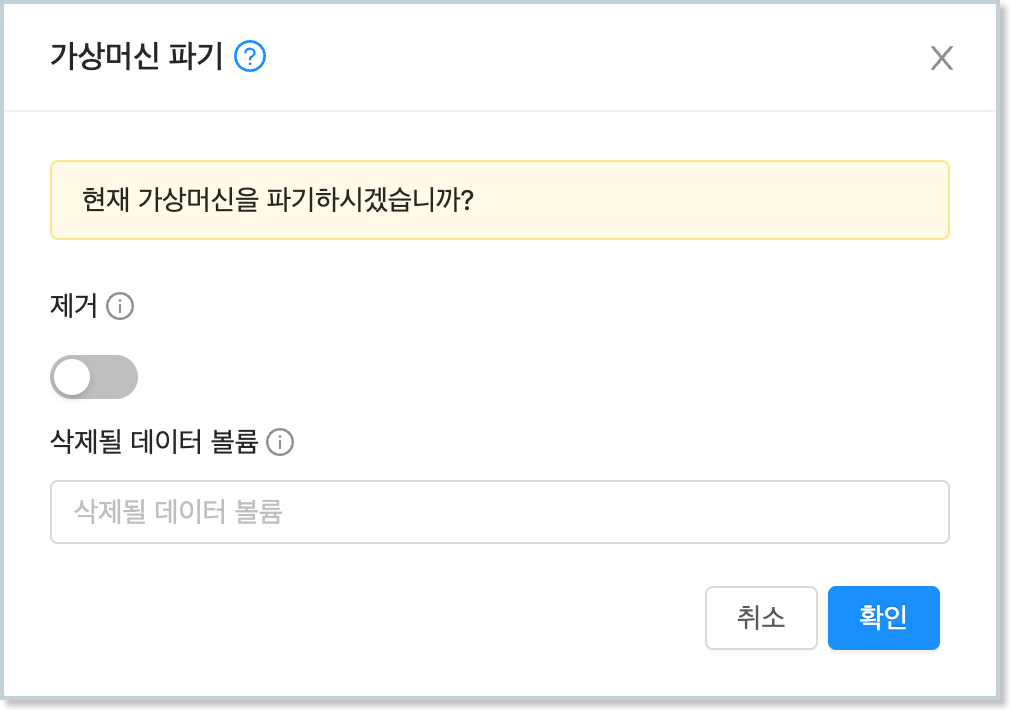 가상머신 파기 ?
현재 가상머신을 파기하시겠습니까?
제거 i
삭제될 데이터 볼륨 i
삭제될 데이터 볼륨
취소 확인